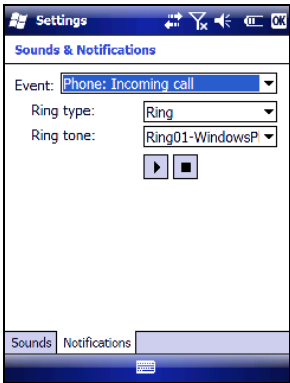 Settings
OK
Sounds & Notifications
Event: Phone: Incoming call
Ring type: Ring
Ring tone: Ring01-WindowsP
Sounds Notifications